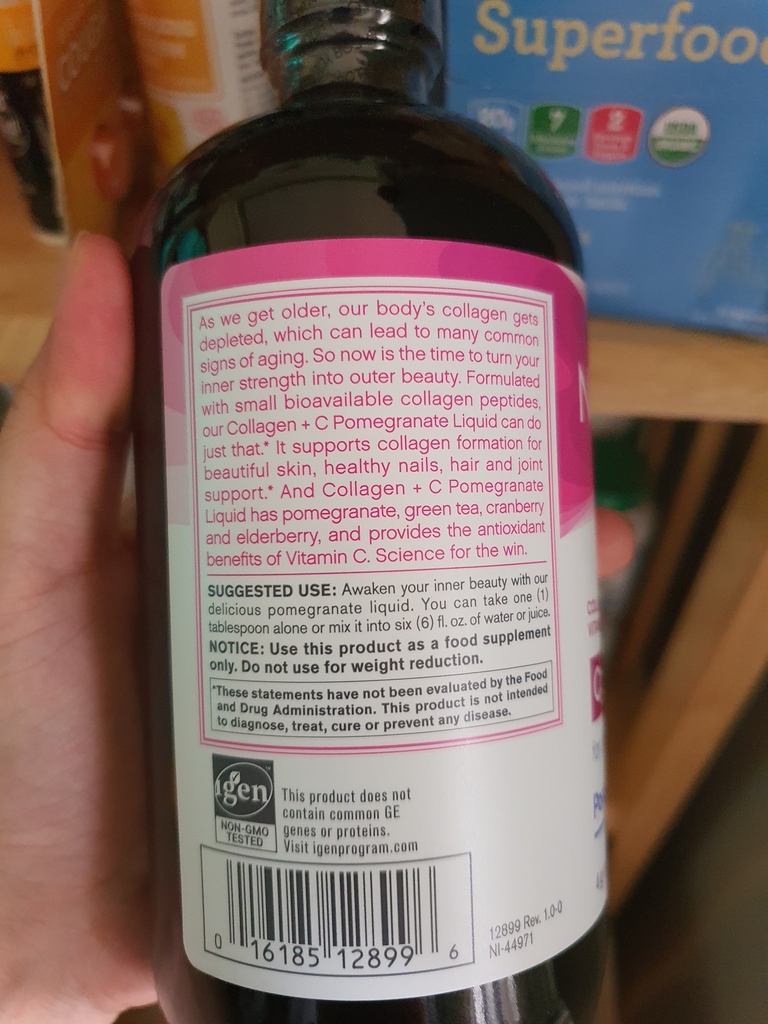 Superfoo
As we get older, our body's collagen gets
depleted, which can lead to many common
signs of aging. So now is the time to turn your
inner strength into outer beauty. Formulated
with small bioavailable collagen peptides,
our Collagen + C Pomegranate Liquid can do
just that.* It supports collagen formation for
beautiful skin, healthy nails, hair and joint
support.* And Collagen + C Pomegranate
Liquid has pomegranate, green tea, cranberry
and elderberry, and provides the antioxidant
benefits of Vitamin C. Science for the win.
SUGGESTED USE: Awaken your inner beauty with our
delicious pomegranate liquid. You can take one (1)
tablespoon alone or mix it into six (6) fl. oz. of water or juice.
NOTICE: Use this product as a food supplement
only. Do not use for weight reduction.
*These statements have not been evaluated by the Food
and Drug Administration. This product is not intended
to diagnose, treat, cure or prevent any disease.
igen™
NON-GMO
TESTED
This product does not
contain common GE
genes or proteins.
Visit igenprogram.com
0 16185 12899 6
12899 Rev. 1.0-0
NI-44971